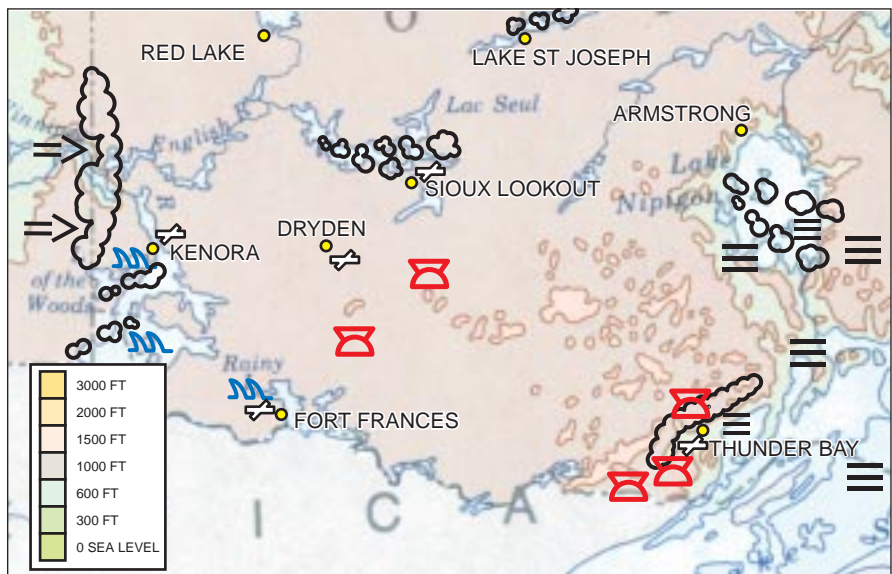 O
RED LAKE
LAKE ST JOSEPH
Lac Seul
ARMSTRONG
English
R
Lake
Nipigon
SIOUX LOOKOUT
DRYDEN
KENORA
of the
Woods
Rainy
FORT FRANCES
THUNDER BAY
3000 FT
2000 FT
1500 FT
1000 FT
600 FT
300 FT
0 SEA LEVEL
I C A